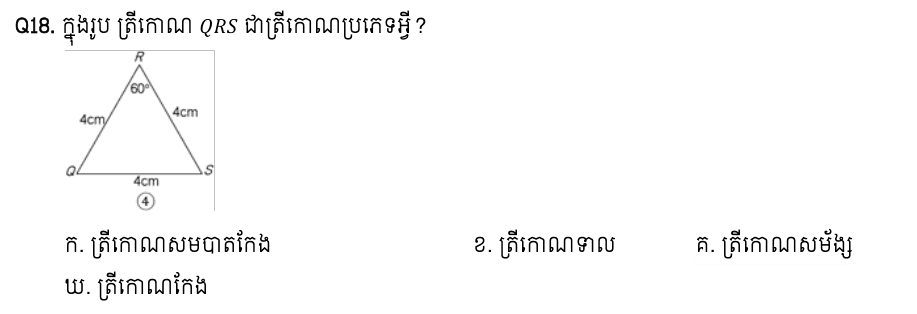 Q18. ក្នុងរូប ត្រីកោណ QRS ជាត្រីកោណប្រភេទអ្វី ?
R
60°
4cm 4cm
Q S
4cm
④
ក. ត្រីកោណសមបាតកែង ខ. ត្រីកោណទាល គ. ត្រីកោណសម័ង្ស
ឃ. ត្រីកោណកែង